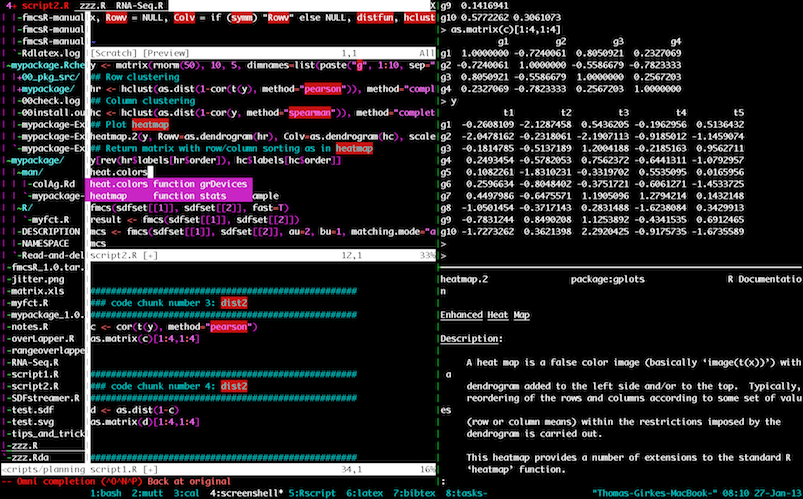 4+ script2.R  zzz.R  RNA-Seq.R X
|-fmcsR-manual
|-fmcsR-manual
|-fmcsR-manual
`-Rdlatex.log
-mypackage.Rche
|+00_pkg_src/
|+mypackage/
|-00check.log
|-00install.ou
|-mypackage-Ex
|-mypackage-Ex
`-mypackage-Ex
~mypackage/
|~man/
| |-colAg.Rd
| `-mypackage-
|~R/
| `-myfct.R
|-DESCRIPTION
|-NAMESPACE
`-Read-and-del
-fmcsR_1.0.tar.
-jitter.png
-matrix.xls
-myfct.R
-mypackage_1.0.
-notes.R
-overLapper.R
-rangeoverlappe
-RNA-Seq.R
-script1.R
-script2.R
-SDFstreamer.R
-test.sdf
-test.svg
-tips_and_trick
-zzz.R
`-zzz.Rda
<cripts/planning
x, Rowv = NULL, Colv = if (symm) "Rowv" else NULL, distfun, hclust
~
[Scratch] [Preview] 1,1 All
y <- matrix(rnorm(50), 10, 5, dimnames=list(paste("g", 1:10, sep="
## Row clustering
hr <- hclust(as.dist(1-cor(t(y), method="pearson")), method="complet
## Column clustering
hc <- hclust(as.dist(1-cor(y, method="spearman")), method="complet
## Plot heatmap
heatmap.2(y, Rowv=as.dendrogram(hr), Colv=as.dendrogram(hc), scale
## Return matrix with row/column sorting as in heatmap
y[rev(hr$labels[hr$order]), hc$labels[hc$order]]
heat.colors
heat.colors function grDevices
heatmap function stats ample
fmcs(sdfset[[1]], sdfset[[2]], fast=T)
result <- fmcs(sdfset[[1]], sdfset[[2]])
mcs <- fmcs(sdfset[[1]], sdfset[[2]], au=2, bu=1, matching.mode="a
mcs
script2.R [+] 12,1 33%
##################################################
### code chunk number 3: dist2
##################################################
c <- cor(t(y), method="pearson")
as.matrix(c)[1:4,1:4]
##################################################
### code chunk number 4: dist2
##################################################
d <- as.dist(1-c)
as.matrix(d)[1:4,1:4]
##################################################
script1.R [+] 34,1 16%
-- Omni completion (^O^N^P) Back at original
g9 0.1416941
g10 0.5772262 0.3061073
> as.matrix(c)[1:4,1:4]
g1 g2 g3 g4
g1 1.0000000 -0.7240061 0.8050921 0.2327069
g2 -0.7240061 1.0000000 -0.5586679 -0.7823333
g3 0.8050921 -0.5586679 1.0000000 0.2567203
g4 0.2327069 -0.7823333 0.2567203 1.0000000
> y
t1 t2 t3 t4 t5
g1 -0.2608109 -2.1287458 0.5436205 -0.1962956 0.5136432
g2 -2.0478162 -0.2318061 -2.1907113 -0.9185012 -1.1459074
g3 -0.1814785 -0.5137189 1.2004188 -0.2185163 0.9562711
g4 0.2493454 -0.5782053 0.7562372 -0.6441311 -1.0792957
g5 0.1082261 -1.8310231 -0.3319702 0.5535095 0.0165956
g6 0.2596634 -0.8048402 -0.3751721 -0.6061271 -1.4533725
g7 0.4497986 -0.6475571 1.1905096 1.2794214 0.1432148
g8 -1.0501454 -0.3717143 0.2831488 -1.6238084 0.3429913
g9 -0.7831244 0.8490208 1.1253892 -0.4341535 0.6912465
g10 -1.7273262 0.3621398 2.2920425 -0.9175735 -1.6735589
>
>
heatmap.2 package:gplots R Documentatio
n
Enhanced Heat Map
Description:
A heat map is a false color image (basically ‘image(t(x))’) with
a
dendrogram added to the left side and/or to the top. Typically,
reordering of the rows and columns according to some set of valu
es
(row or column means) within the restrictions imposed by the
dendrogram is carried out.
This heatmap provides a number of extensions to the standard R
‘heatmap’ function.
:
1:bash 2:mutt 3:cal 4:screenshell* 5:Rscript 6:latex 7:bibtex 8:tasks- "Thomas-Girkes-MacBook-" 08:10 27-Jan-13